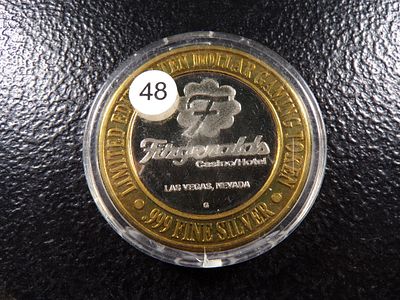 48
LIMITED EDITION TEN DOLLAR GAMING TOKEN
F
Fitzgeralds
Casino/Hotel
LAS VEGAS, NEVADA
G
.999 FINE SILVER